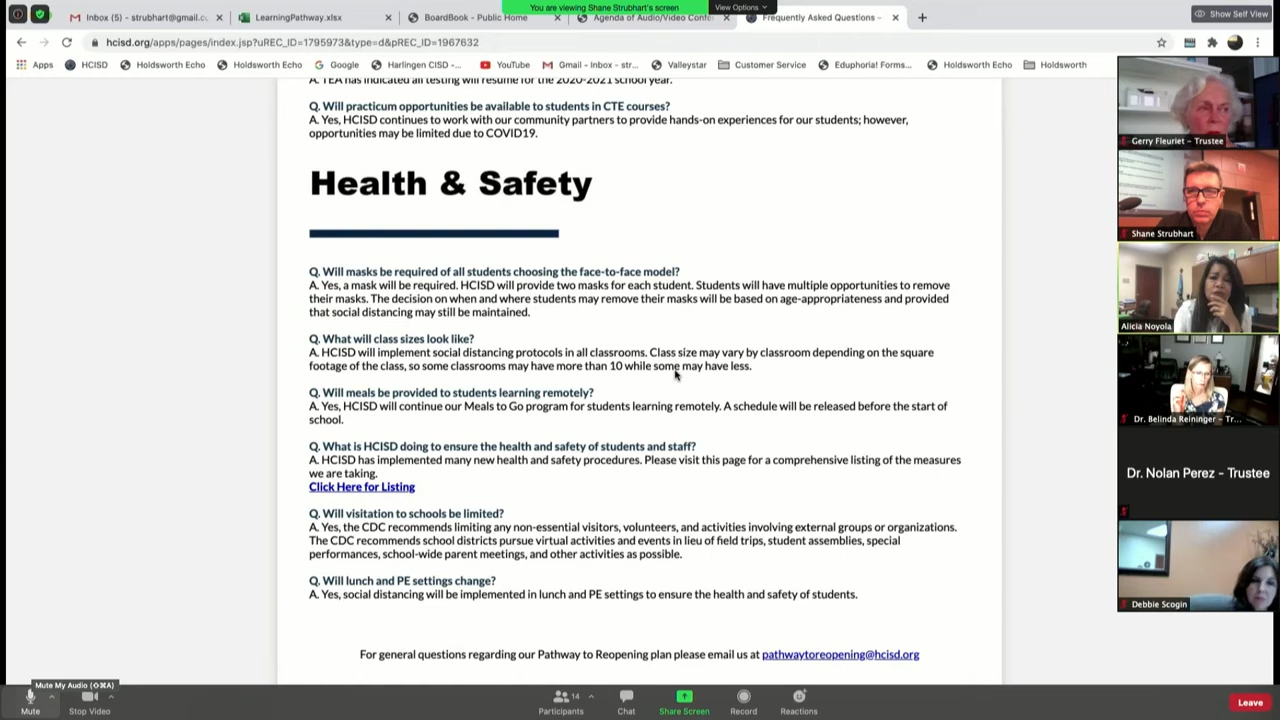 You are viewing Shane Strubhart's screen
View Options
Show Self View
Inbox (5) - strubhart@gmail.c
LearningPathway.xlsx
BoardBook - Public Home
Agenda of Audio/Video Conf
Frequently Asked Questions –
hcisd.org/apps/pages/index.jsp?uREC_ID=1795973&type=d&pREC_ID=1967632
Apps
HCISD
Holdsworth Echo
Holdsworth Echo
Google
Harlingen CISD -...
YouTube
Gmail - Inbox - str...
Valleystar
Customer Service
Eduphoria! Forms...
Holdsworth Echo
Holdsworth
A. TEA has indicated all testing will resume for the 2020-2021 school year.
Q. Will practicum opportunities be available to students in CTE courses?
A. Yes, HCISD continues to work with our community partners to provide hands-on experiences for our students; however,
opportunities may be limited due to COVID19.
Health & Safety
Q. Will masks be required of all students choosing the face-to-face model?
A. Yes, a mask will be required. HCISD will provide two masks for each student. Students will have multiple opportunities to remove
their masks. The decision on when and where students may remove their masks will be based on age-appropriateness and provided
that social distancing may still be maintained.
Q. What will class sizes look like?
A. HCISD will implement social distancing protocols in all classrooms. Class size may vary by classroom depending on the square
footage of the class, so some classrooms may have more than 10 while some may have less.
Q. Will meals be provided to students learning remotely?
A. Yes, HCISD will continue our Meals to Go program for students learning remotely. A schedule will be released before the start of
school.
Q. What is HCISD doing to ensure the health and safety of students and staff?
A. HCISD has implemented many new health and safety procedures. Please visit this page for a comprehensive listing of the measures
we are taking.
Click Here for Listing
Q. Will visitation to schools be limited?
A. Yes, the CDC recommends limiting any non-essential visitors, volunteers, and activities involving external groups or organizations.
The CDC recommends school districts pursue virtual activities and events in lieu of field trips, student assemblies, special
performances, school-wide parent meetings, and other activities as possible.
Q. Will lunch and PE settings change?
A. Yes, social distancing will be implemented in lunch and PE settings to ensure the health and safety of students.
For general questions regarding our Pathway to Reopening plan please email us at pathwaytoreopening@hcisd.org
Gerry Fleuriet – Trustee
Shane Strubhart
Alicia Noyola
Dr. Belinda Reininger – Tr...
Dr. Nolan Perez - Trustee
Debbie Scogin
Mute My Audio (⇧⌘A)
Mute
Stop Video
14
Participants
Chat
Share Screen
Record
Reactions
Leave